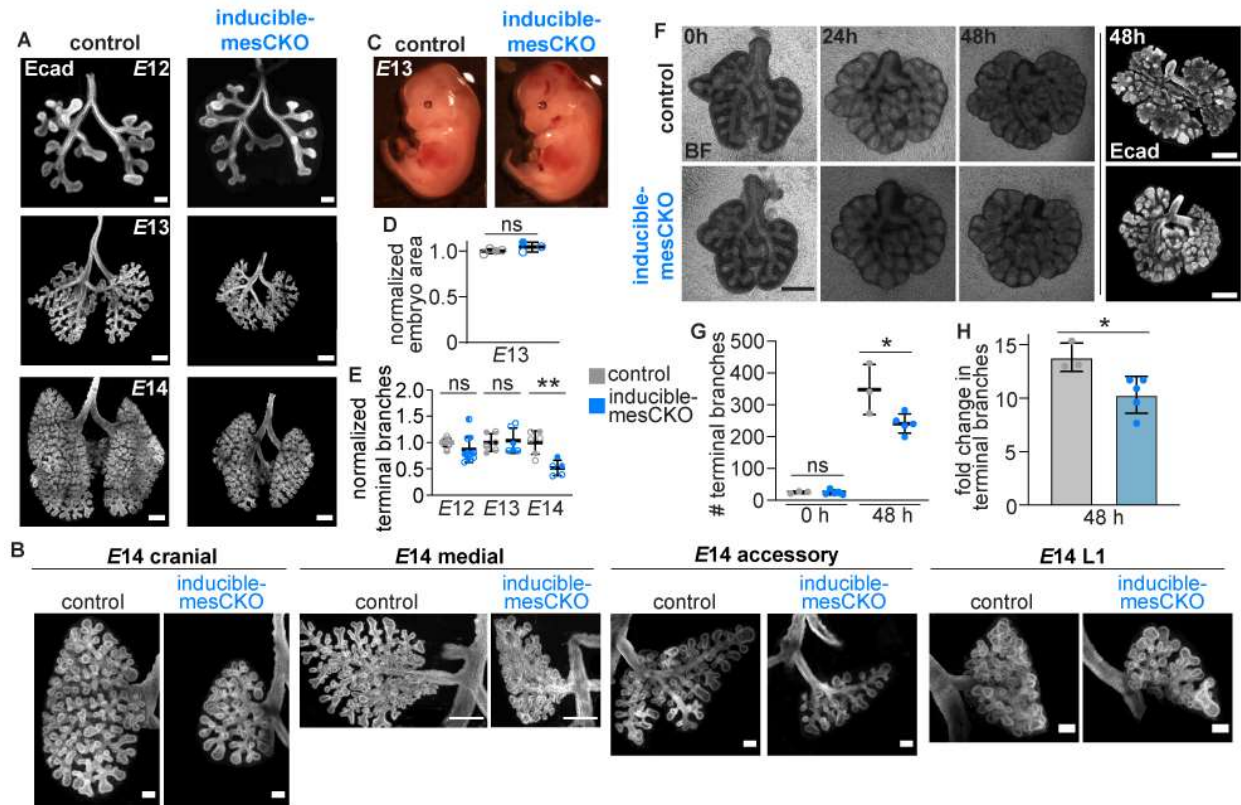 A
control
inducible-
mesCKO
Ecad
E12
E13
E14
C
control
inducible-
mesCKO
E13
D
ns
normalized
embryo area
1.0
0.5
0
E13
E
ns
ns
**
normalized
terminal branches
2.0
1.5
1.0
0.5
0
E12
E13
E14
control
inducible-
mesCKO
F
0h
24h
48h
48h
control
BF
Ecad
inducible-
mesCKO
G
ns
*
# terminal branches
500
400
300
200
100
0
0 h
48 h
H
*
fold change in
terminal branches
15
10
5
0
48 h
B
E14 cranial
E14 medial
E14 accessory
E14 L1
control
inducible-
mesCKO
control
inducible-
mesCKO
control
inducible-
mesCKO
control
inducible-
mesCKO